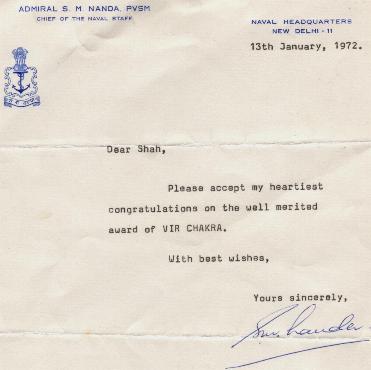 ADMIRAL S. M. NANDA, PVSM
CHIEF OF THE NAVAL STAFF
NAVAL HEADQUARTERS
NEW DELHI - 11
13th January, 1972.
Dear Shah,
Please accept my heartiest
congratulations on the well merited
award of VIR CHAKRA.
With best wishes,
Yours sincerely,